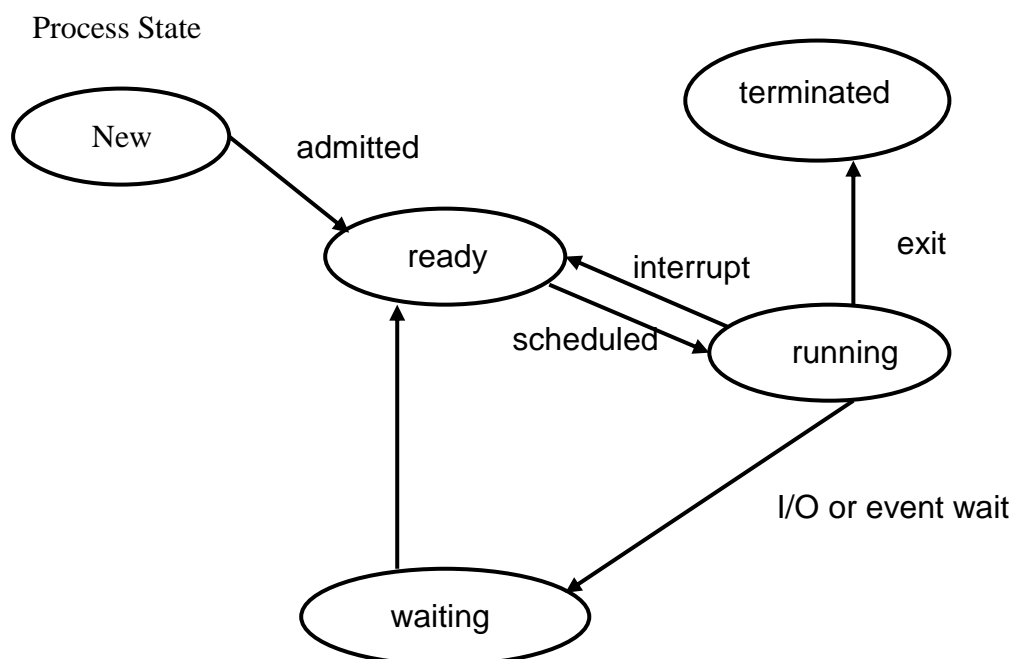 Process State
terminated
New
admitted
ready
interrupt
exit
scheduled
running
I/O or event wait
waiting